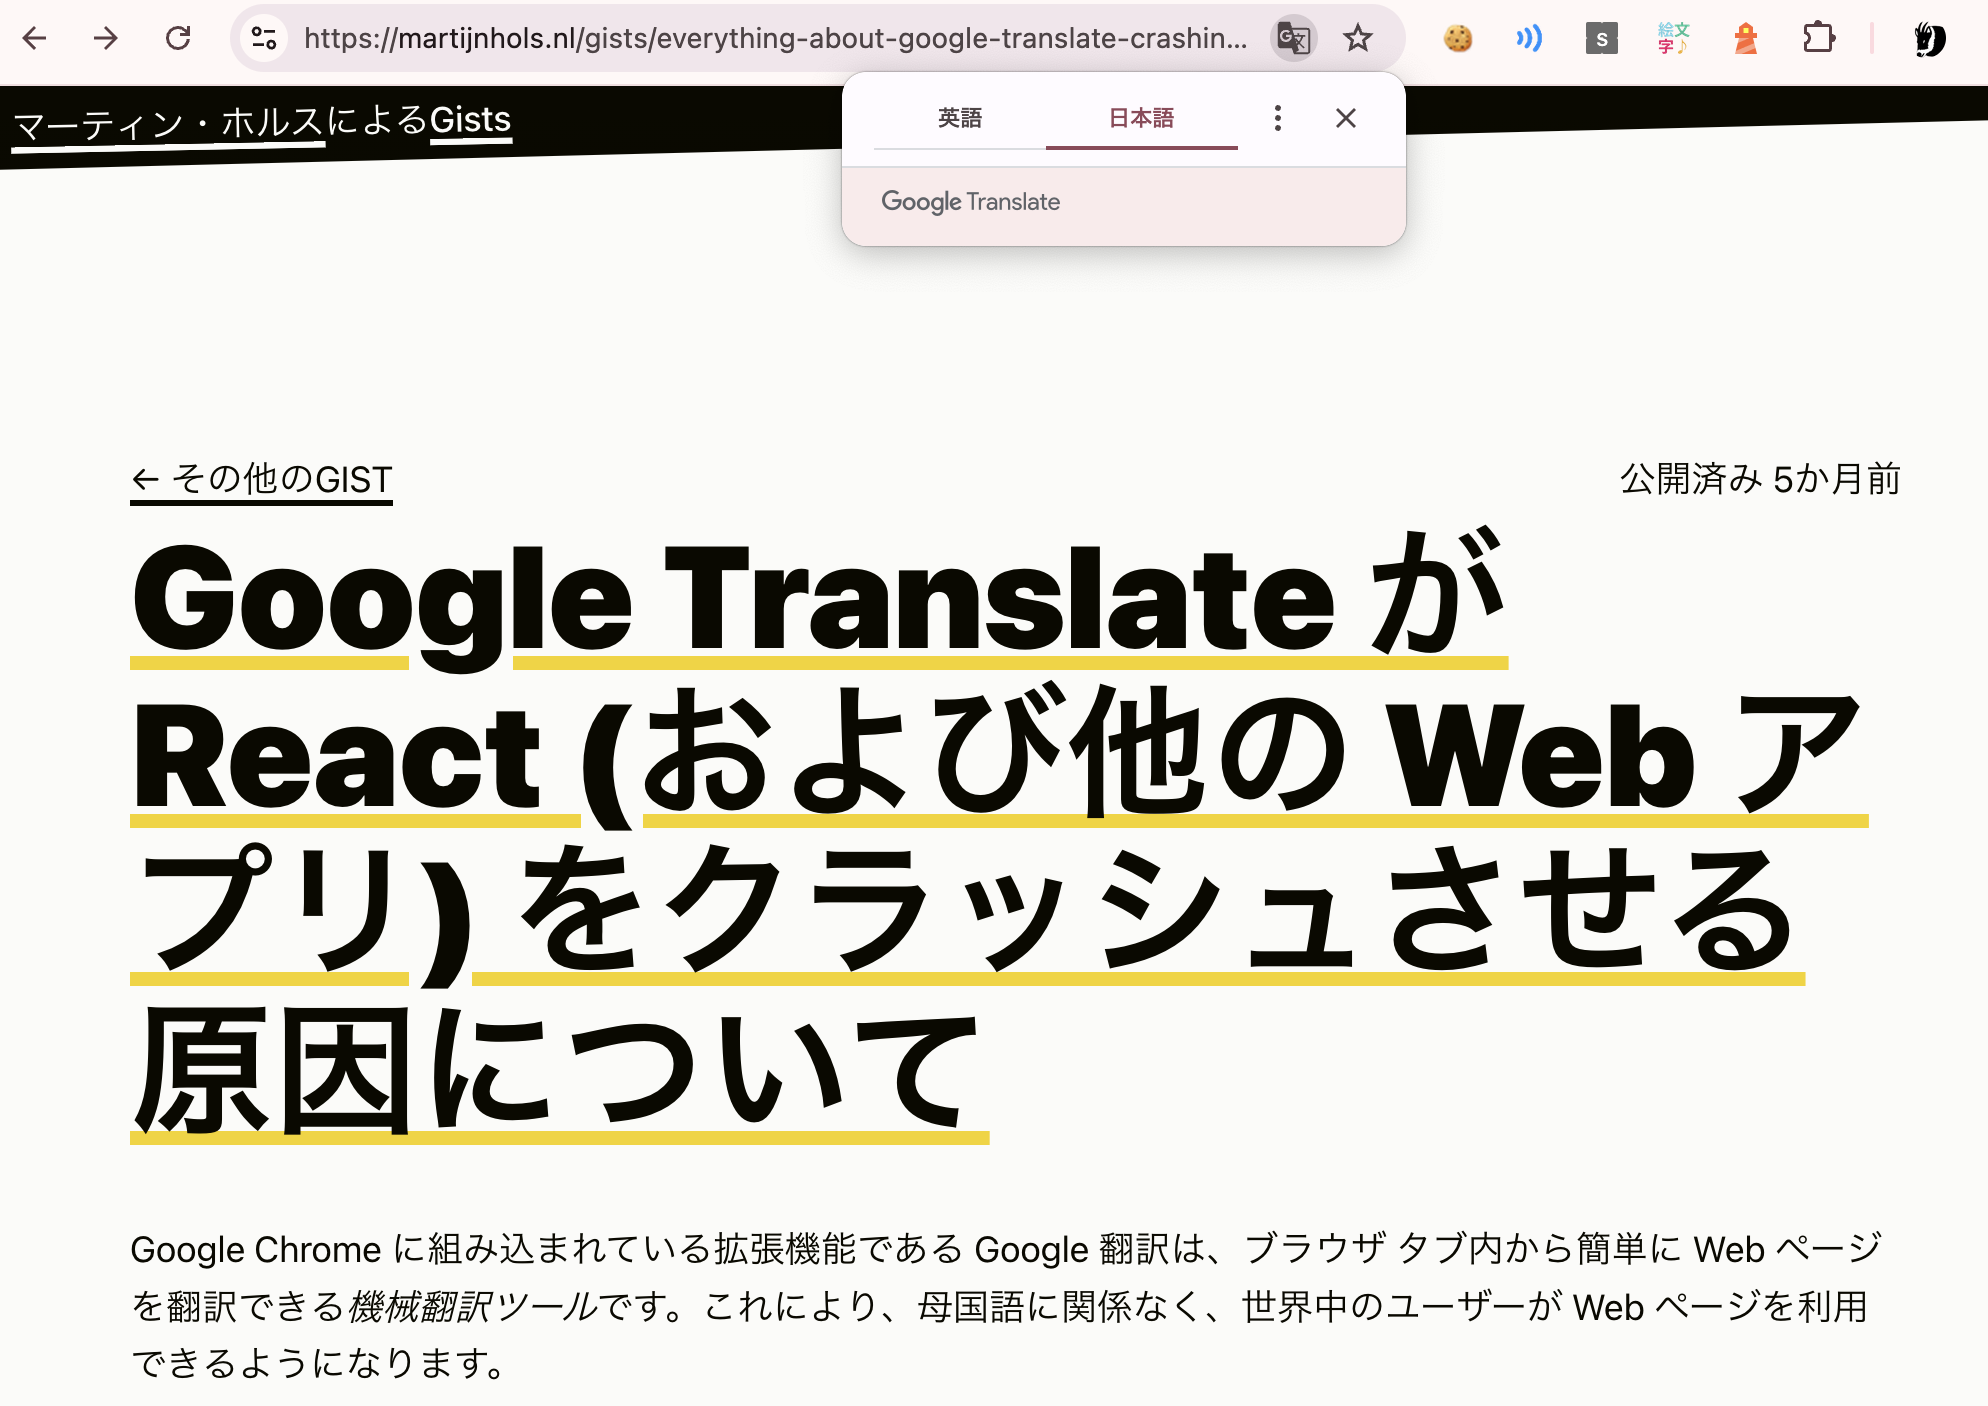 https://martijnhols.nl/gists/everything-about-google-translate-crashin...
S
絵文
字♪
英語
日本語
Google Translate
マーティン・ホルスによるGists
← その他のGIST
公開済み 5か月前
Google Translate が
React (および他の Web ア
プリ) をクラッシュさせる
原因について
Google Chrome に組み込まれている拡張機能である Google 翻訳は、ブラウザ タブ内から簡単に Web ページ
を翻訳できる機械翻訳ツールです。これにより、母国語に関係なく、世界中のユーザーが Web ページを利用
できるようになります。